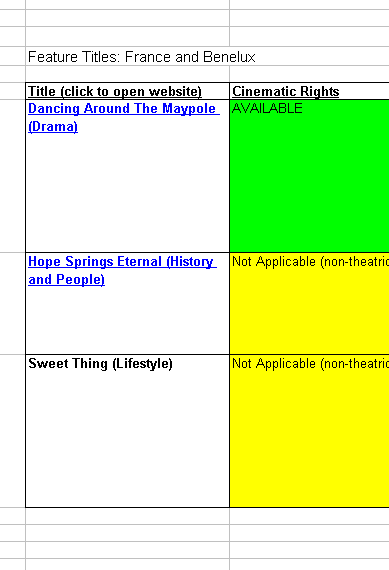 Feature Titles: France and Benelux
Title (click to open website) Cinematic Rights
Dancing Around The Maypole AVAILABLE
(Drama)
Hope Springs Eternal (History Not Applicable (non-theatric
and People)
Sweet Thing (Lifestyle) Not Applicable (non-theatric